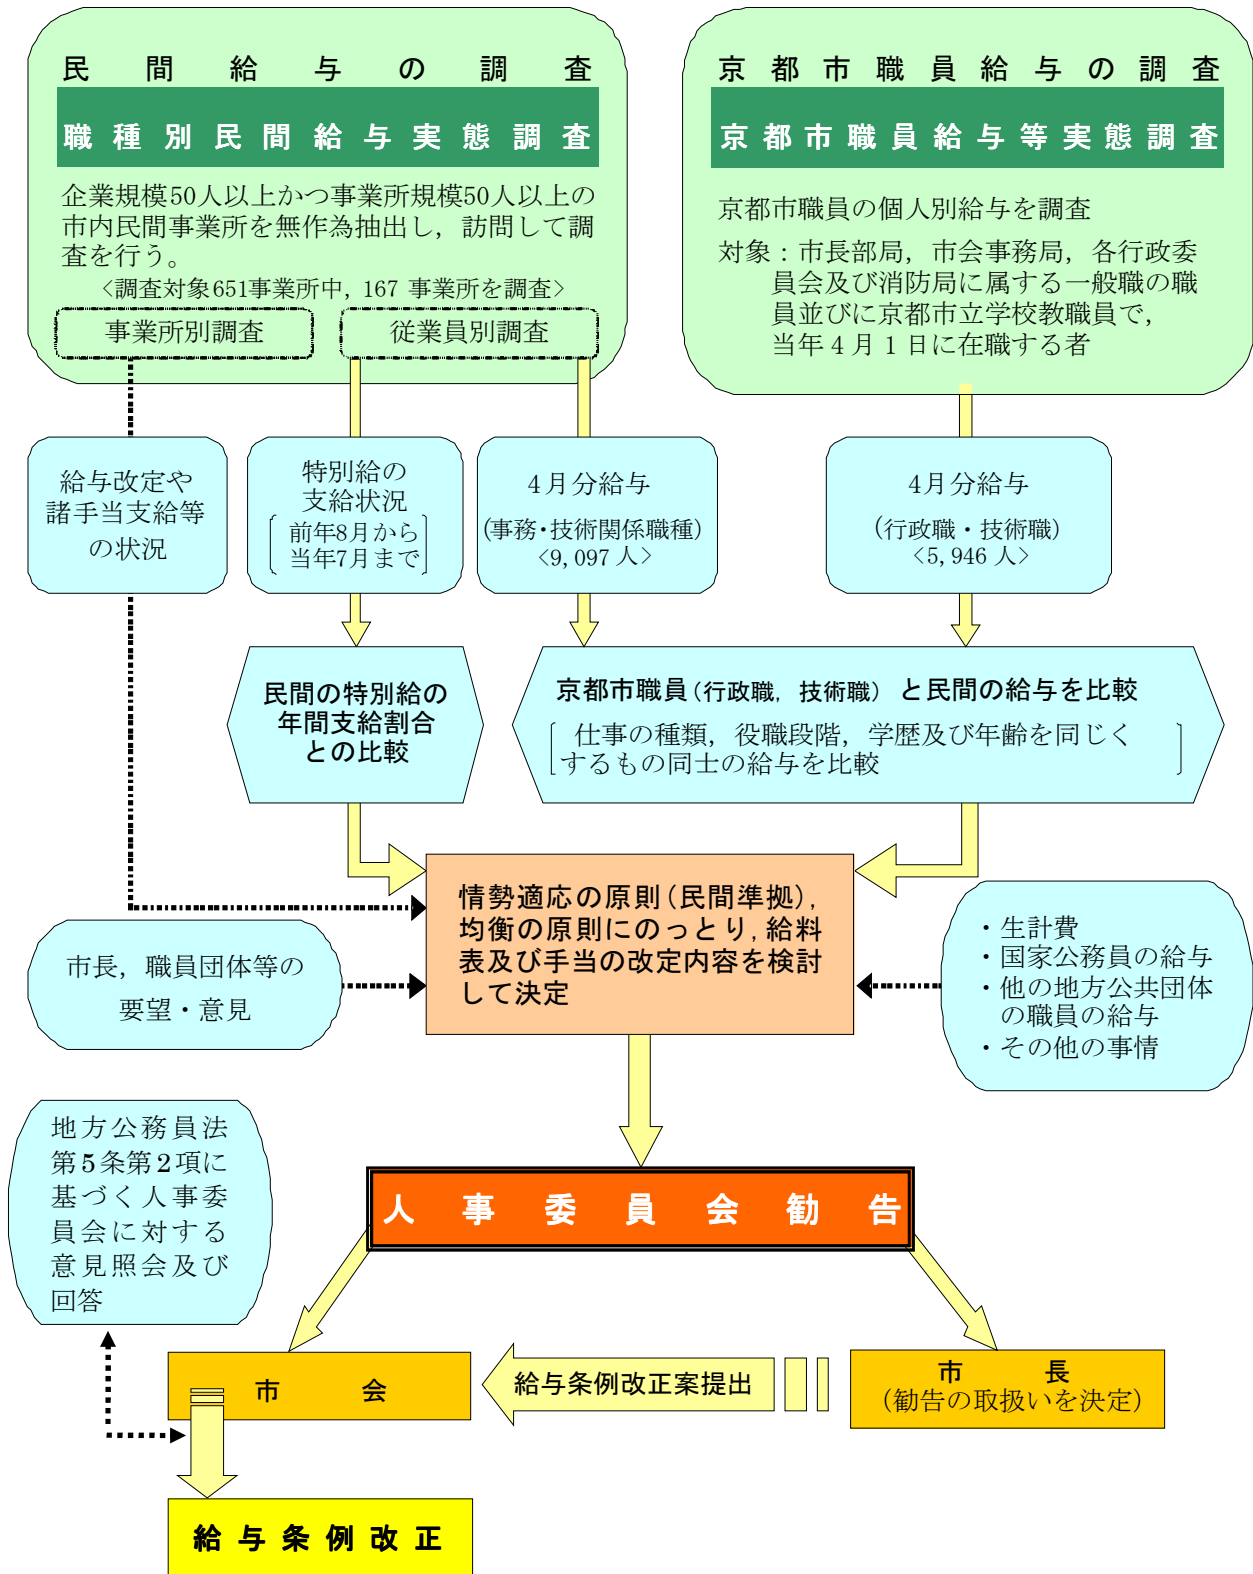 民間給与の調査
職種別民間給与実態調査
企業規模50人以上かつ事業所規模50人以上の
市内民間事業所を無作為抽出し，訪問して調
査を行う。
〈調査対象651事業所中，167 事業所を調査〉
事業所別調査
従業員別調査
京都市職員給与の調査
京都市職員給与等実態調査
京都市職員の個人別給与を調査
対象：市長部局，市会事務局，各行政委
員会及び消防局に属する一般職の職
員並びに京都市立学校教職員で，
当年４月１日に在職する者
給与改定や
諸手当支給等
の状況
特別給の
支給状況
前年8月から
当年7月まで
4月分給与
(事務・技術関係職種)
<9,097 人>
4月分給与
(行政職・技術職)
<5,946 人>
民間の特別給の
年間支給割合
との比較
京都市職員(行政職，技術職) と民間の給与を比較
仕事の種類，役職段階，学歴及び年齢を同じく
するもの同士の給与を比較
情勢適応の原則(民間準拠)，
均衡の原則にのっとり，給料
表及び手当の改定内容を検討
して決定
市長，職員団体等の
要望・意見
・生計費
・国家公務員の給与
・他の地方公共団体
の職員の給与
・その他の事情
地方公務員法
第5条第2項に
基づく人事委
員会に対する
意見照会及び
回答
人事委員会勧告
市会
給与条例改正案提出
市長
(勧告の取扱いを決定)
給与条例改正